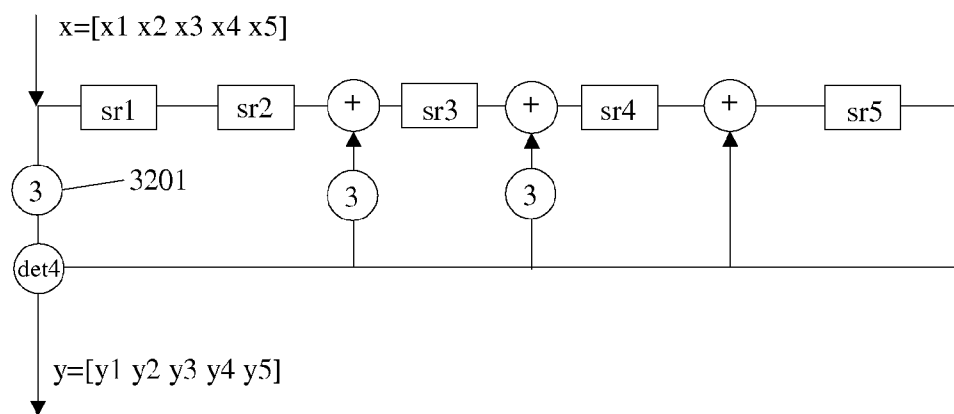 x=[x1 x2 x3 x4 x5]
sr1 sr2 + sr3 + sr4 + sr5
3 3201 3 3
det4
y=[y1 y2 y3 y4 y5]